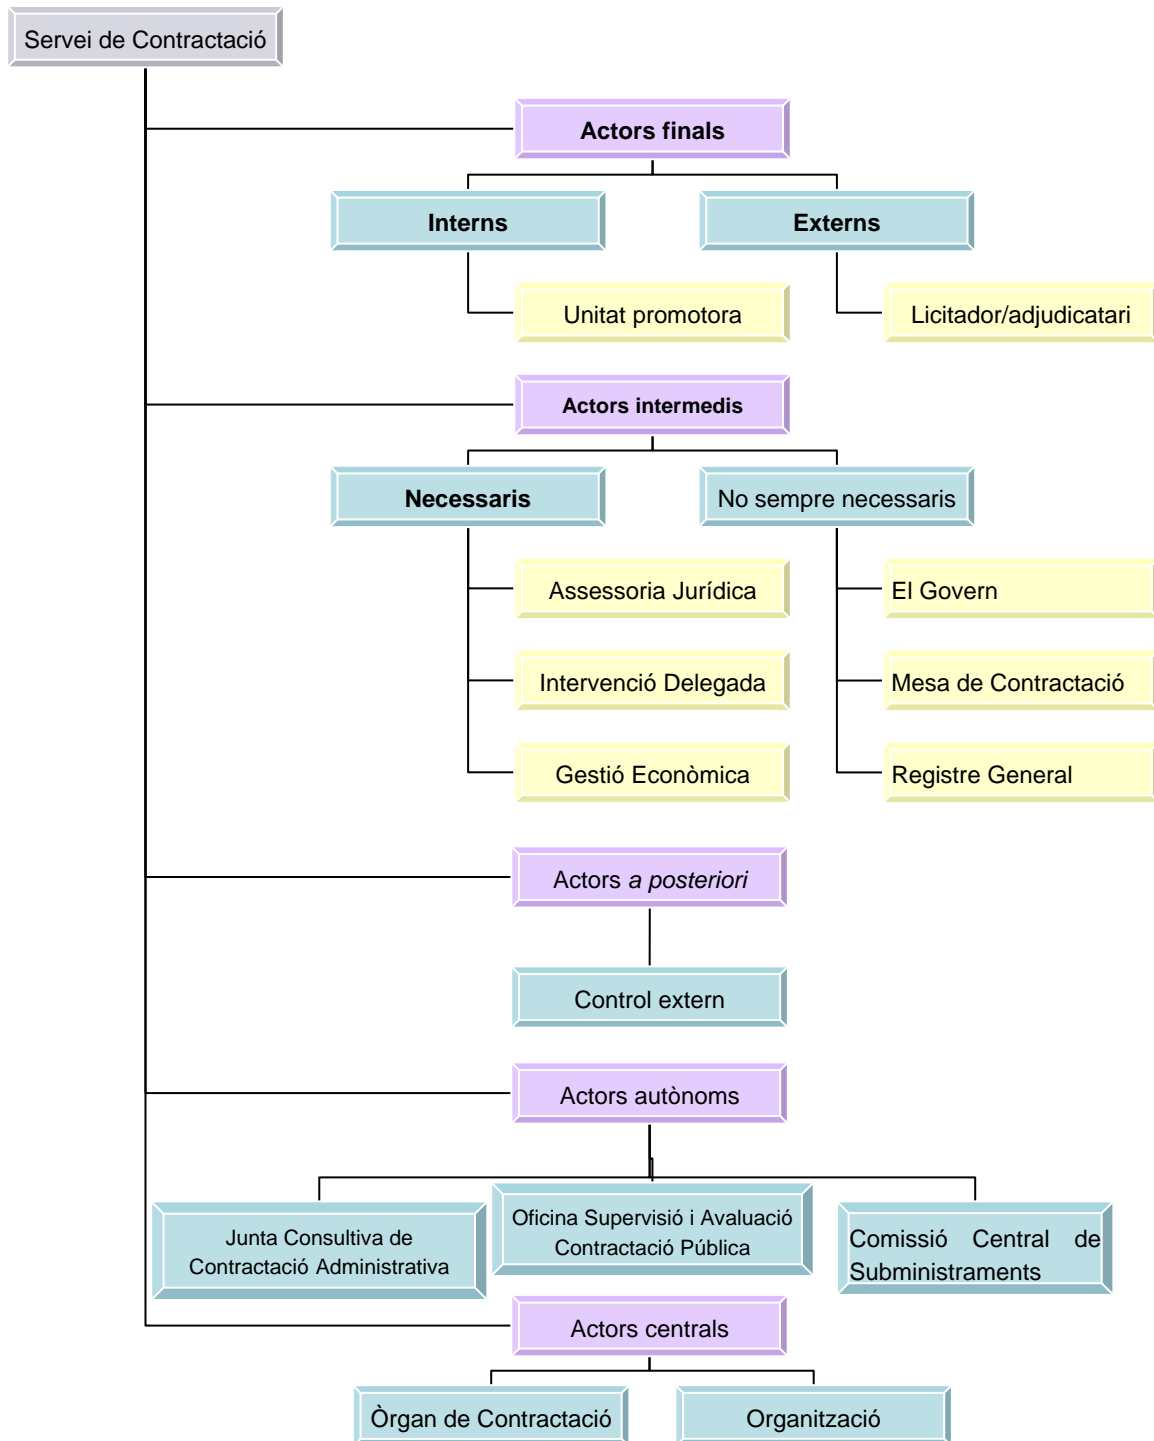 Servei de Contractació
Actors finals
Interns
Externs
Unitat promotora
Licitador/adjudicatari
Actors intermedis
Necessaris
No sempre necessaris
Assessoria Jurídica
El Govern
Intervenció Delegada
Mesa de Contractació
Gestió Econòmica
Registre General
Actors a posteriori
Control extern
Actors autònoms
Junta Consultiva de
Contractació Administrativa
Oficina Supervisió i Avaluació
Contractació Pública
Comissió Central de
Subministraments
Actors centrals
Òrgan de Contractació
Organització